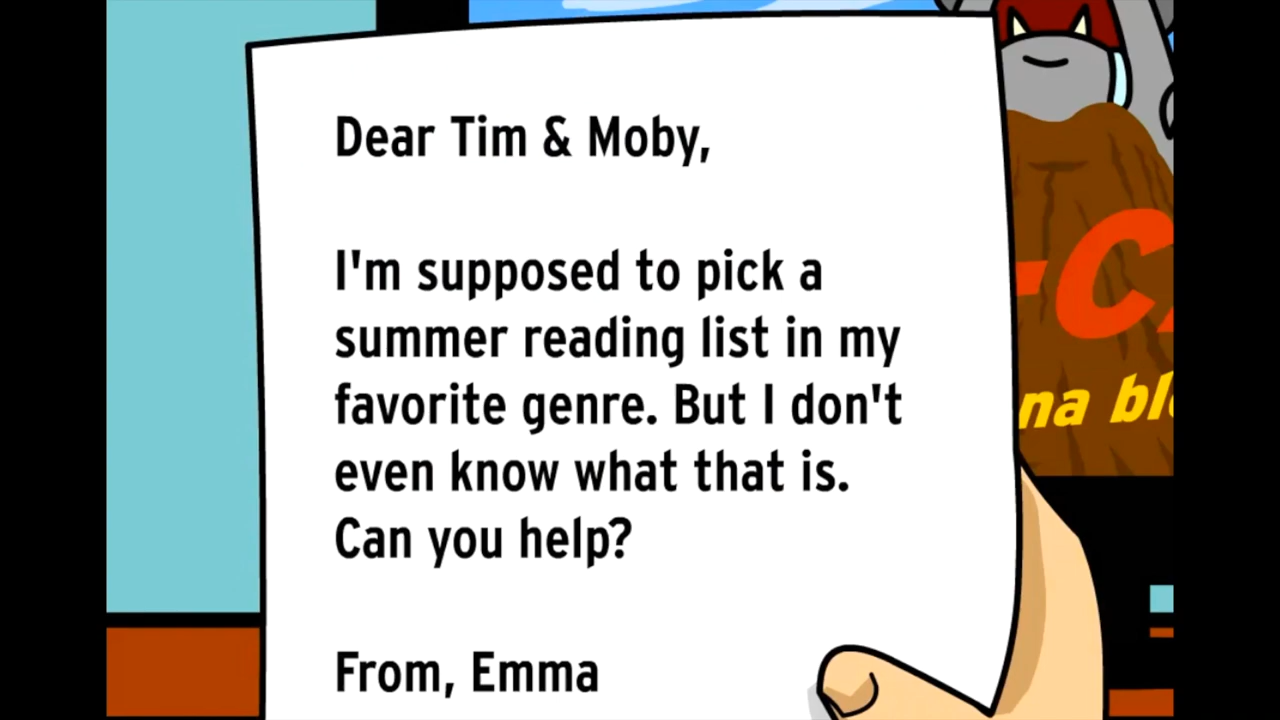 Dear Tim & Moby,
I'm supposed to pick a
summer reading list in my
favorite genre. But I don't
even know what that is.
Can you help?
From, Emma